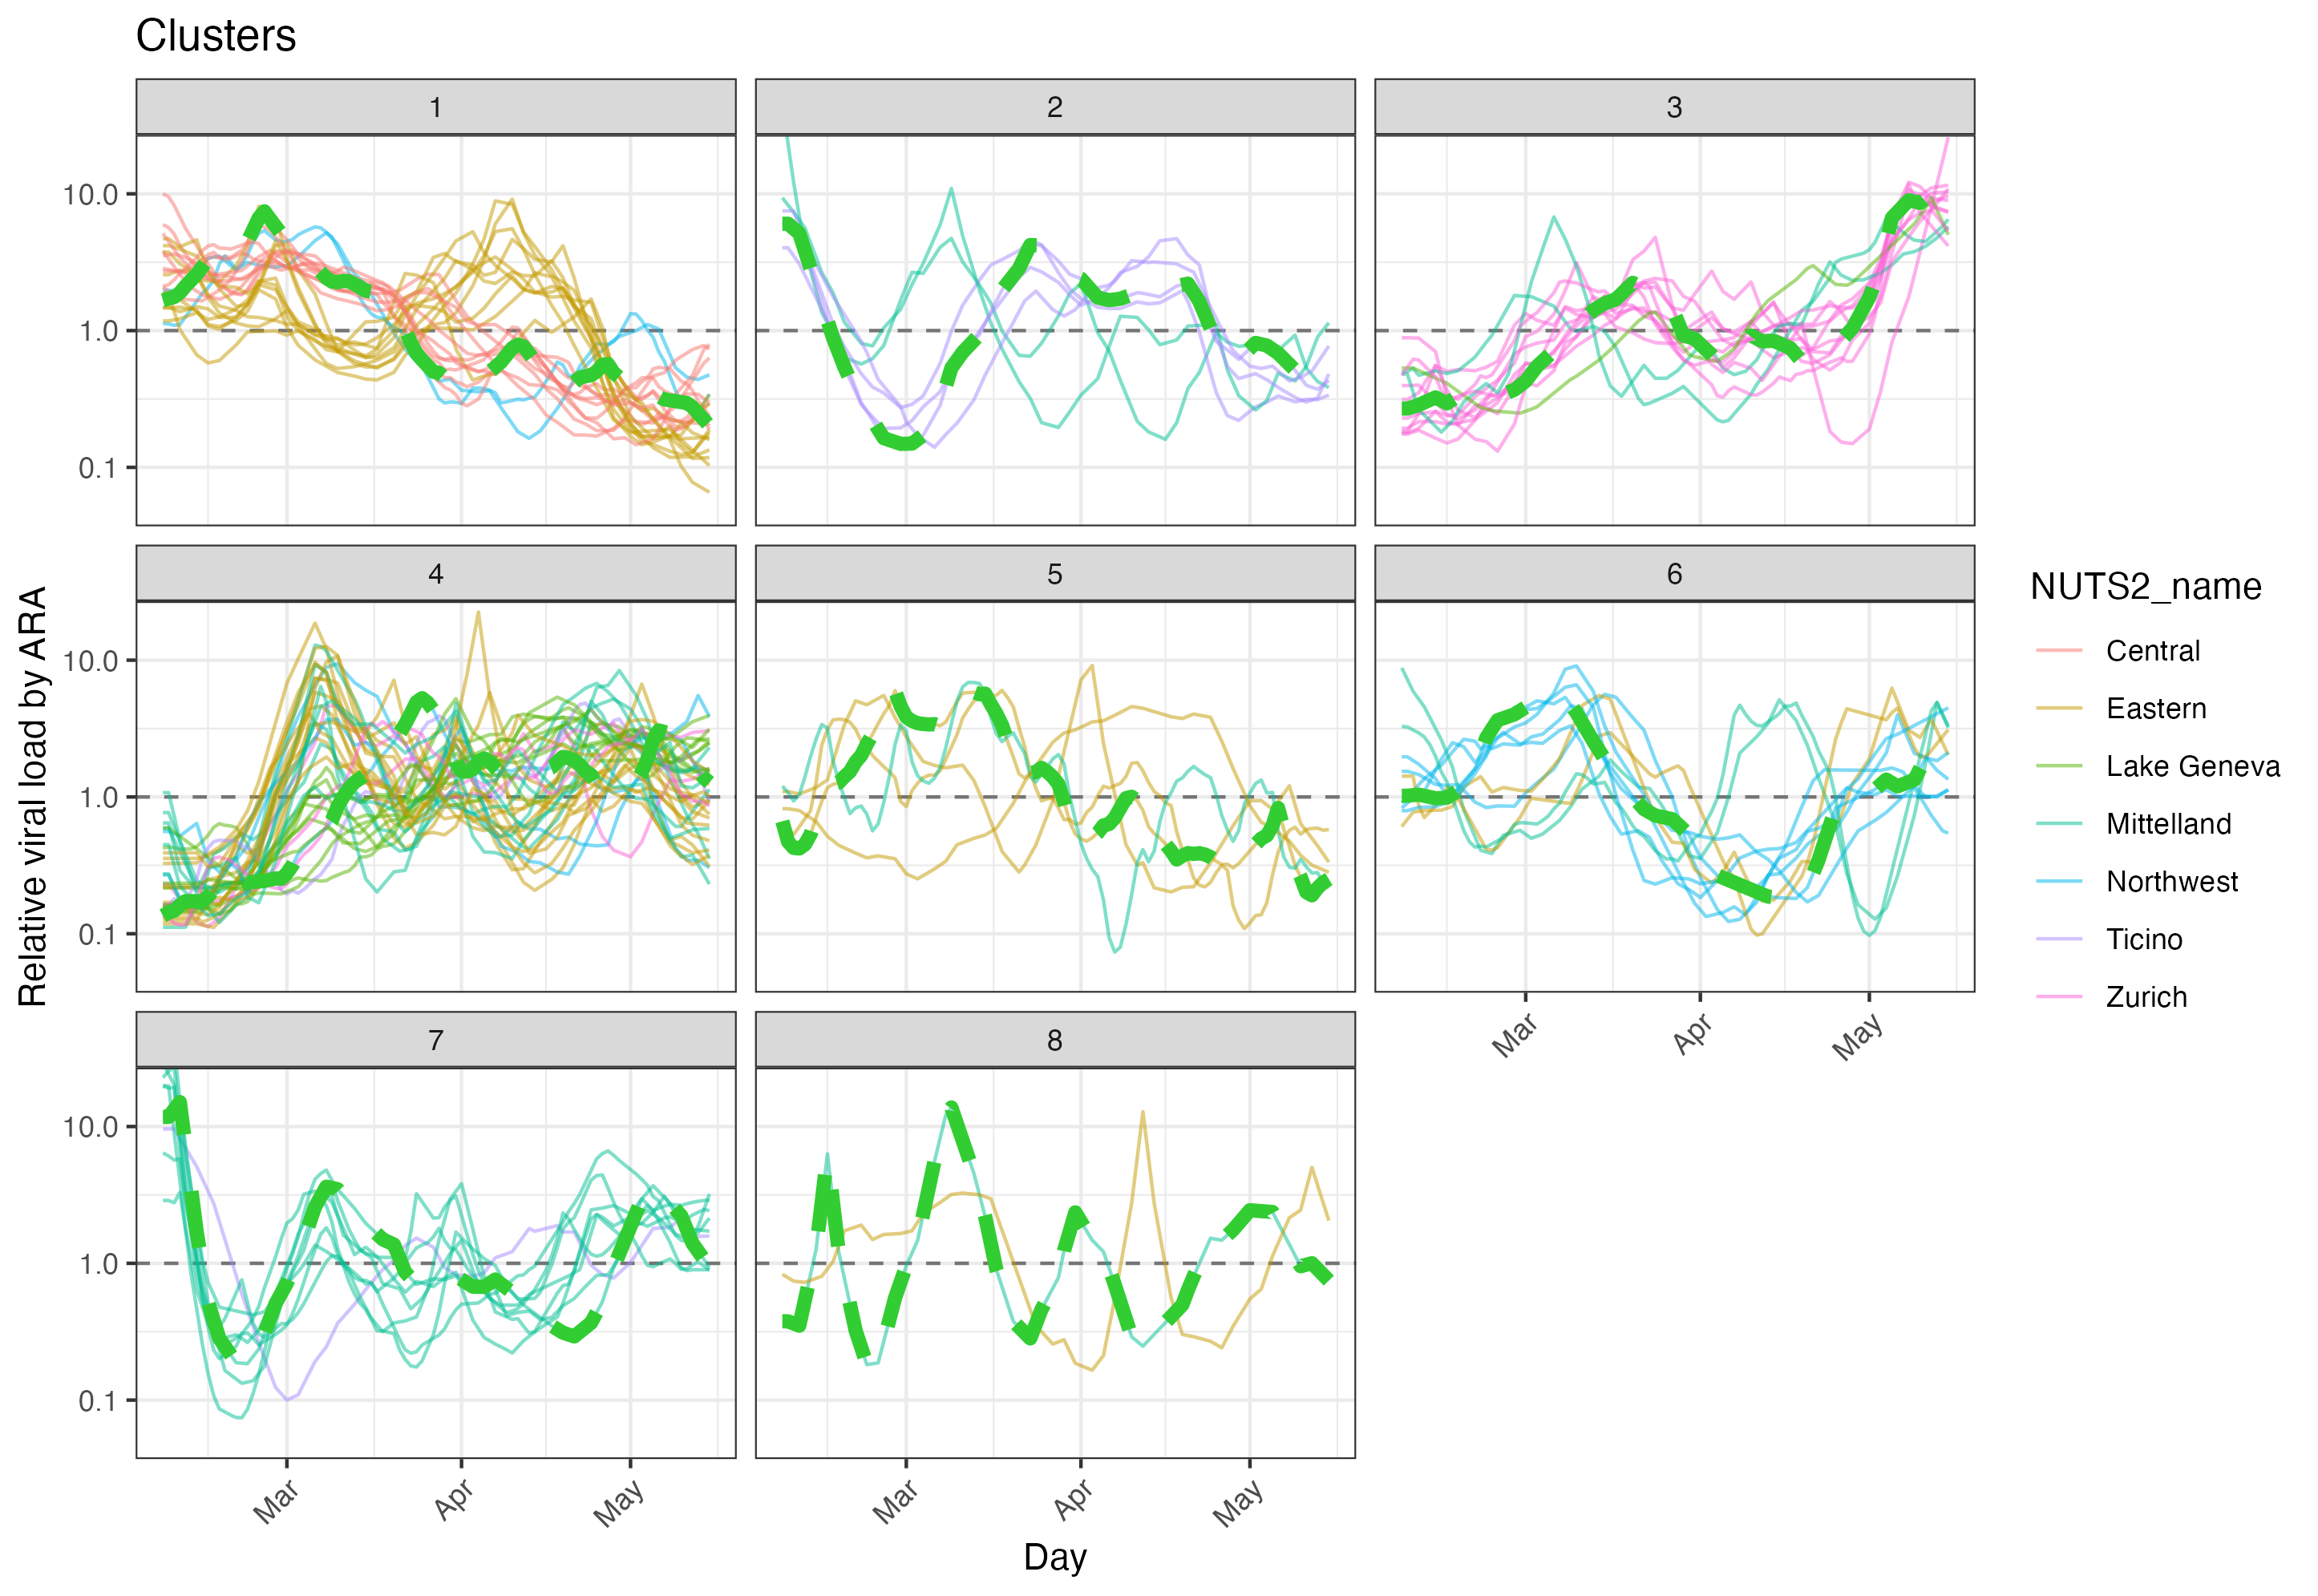 Clusters
1
2
3
10.0
1.0
0.1
4
5
6
10.0
1.0
0.1
Mar
Apr
May
7
8
10.0
1.0
0.1
Mar
Apr
May
Mar
Apr
May
Day
Relative viral load by ARA
NUTS2_name
Central
Eastern
Lake Geneva
Mittelland
Northwest
Ticino
Zurich